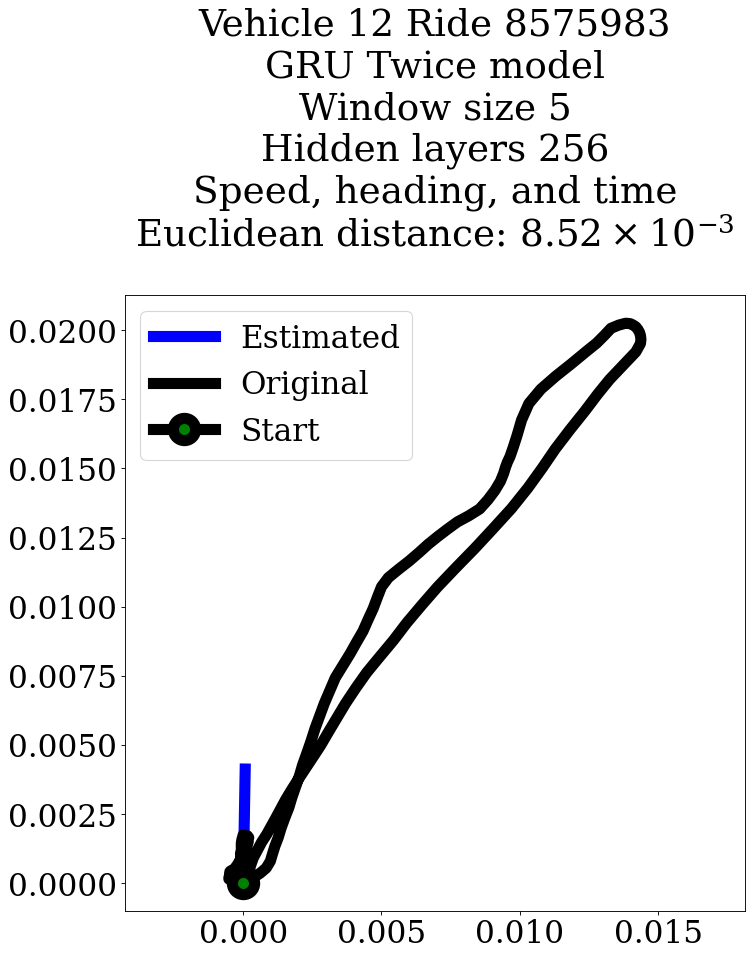 Vehicle 12 Ride 8575983
GRU Twice model
Window size 5
Hidden layers 256
Speed, heading, and time
Euclidean distance: 8.52 × 10⁻³
Estimated
Original
Start
0.0200
0.0175
0.0150
0.0125
0.0100
0.0075
0.0050
0.0025
0.0000
0.000 0.005 0.010 0.015